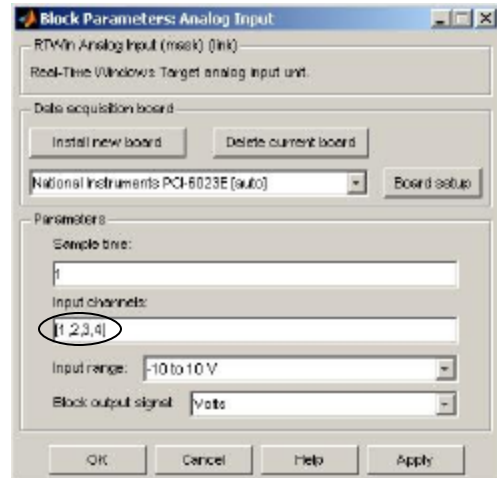 Block Parameters: Analog Input
RTWin Analog Input (mask) (link)
Real-Time Windows Target analog input unit.
Data acquisition board
Install new board Delete current board
National Instruments PCI-6023E [auto] Board setup
Parameters
Sample time:
1
Input channels:
[1,2,3,4]
Input range: -10 to 10 V
Block output signal: Volts
OK Cancel Help Apply